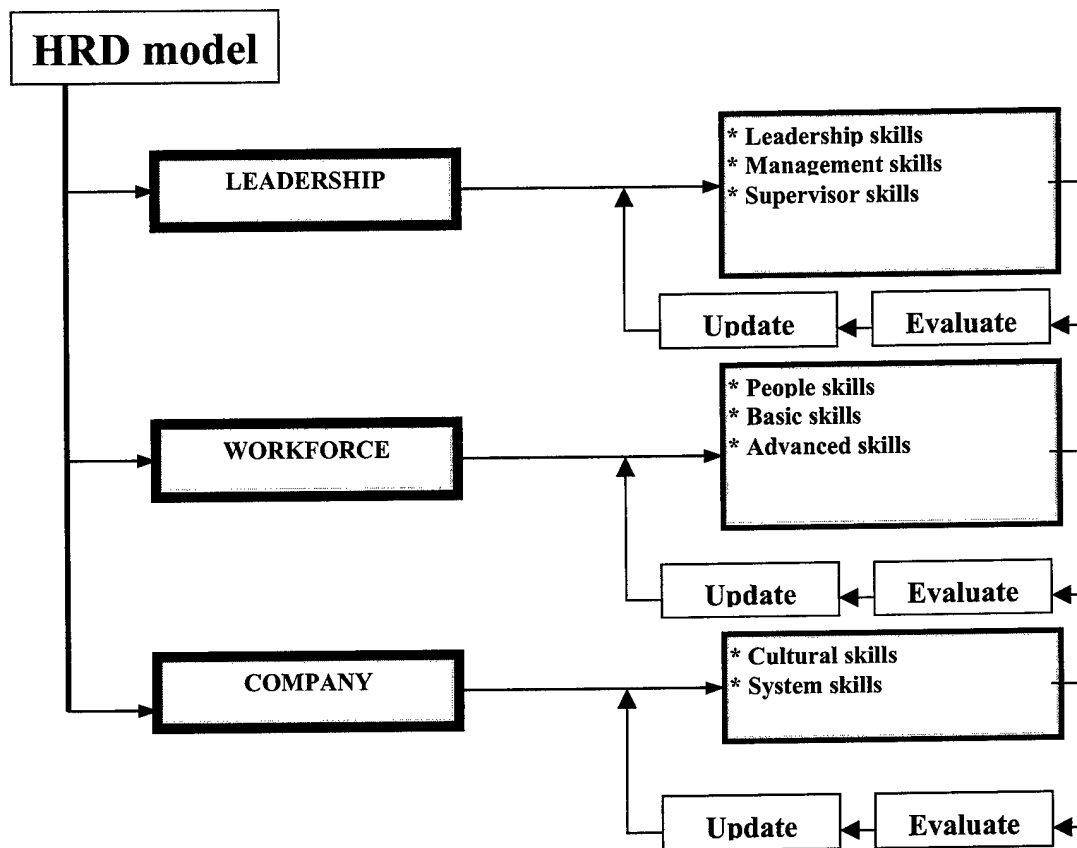 HRD model
LEADERSHIP
* Leadership skills
* Management skills
* Supervisor skills
Update
Evaluate
WORKFORCE
* People skills
* Basic skills
* Advanced skills
Update
Evaluate
COMPANY
* Cultural skills
* System skills
Update
Evaluate